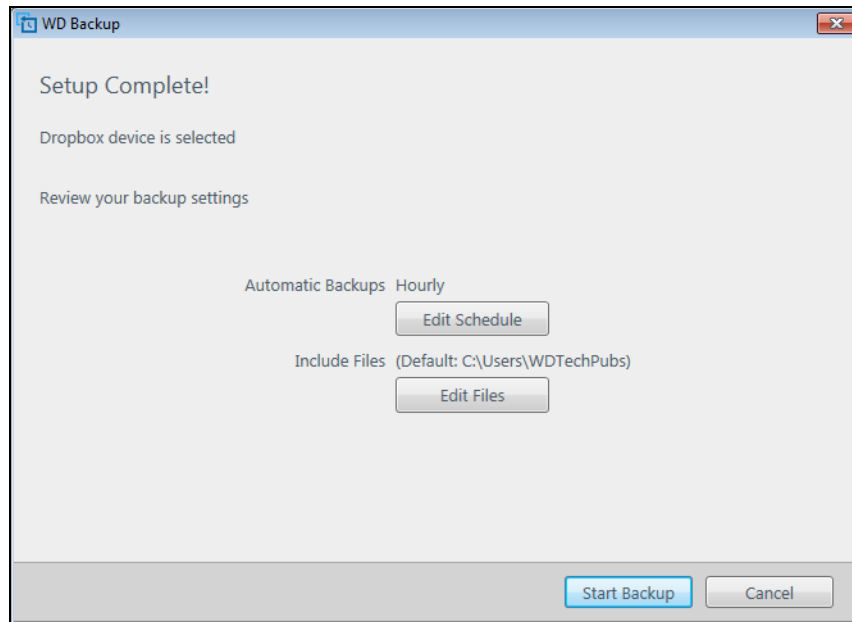 WD Backup
Setup Complete!
Dropbox device is selected
Review your backup settings
Automatic Backups Hourly
Edit Schedule
Include Files (Default: C:\Users\WDTechPubs)
Edit Files
Start Backup Cancel